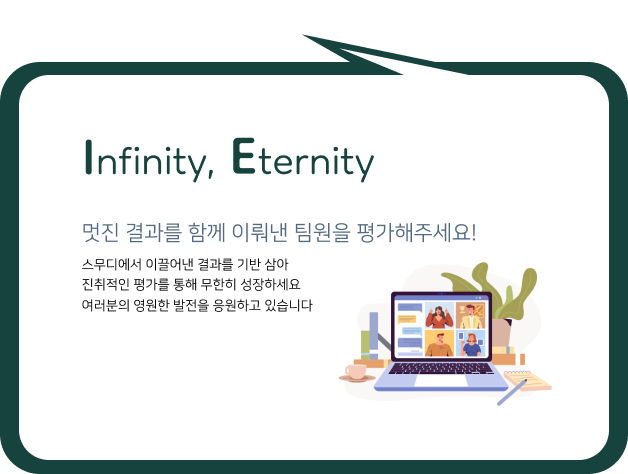 Infinity, Eternity
멋진 결과를 함께 이뤄낸 팀원을 평가해주세요!
스무디에서 이끌어낸 결과를 기반 삼아
진취적인 평가를 통해 무한히 성장하세요
여러분의 영원한 발전을 응원하고 있습니다